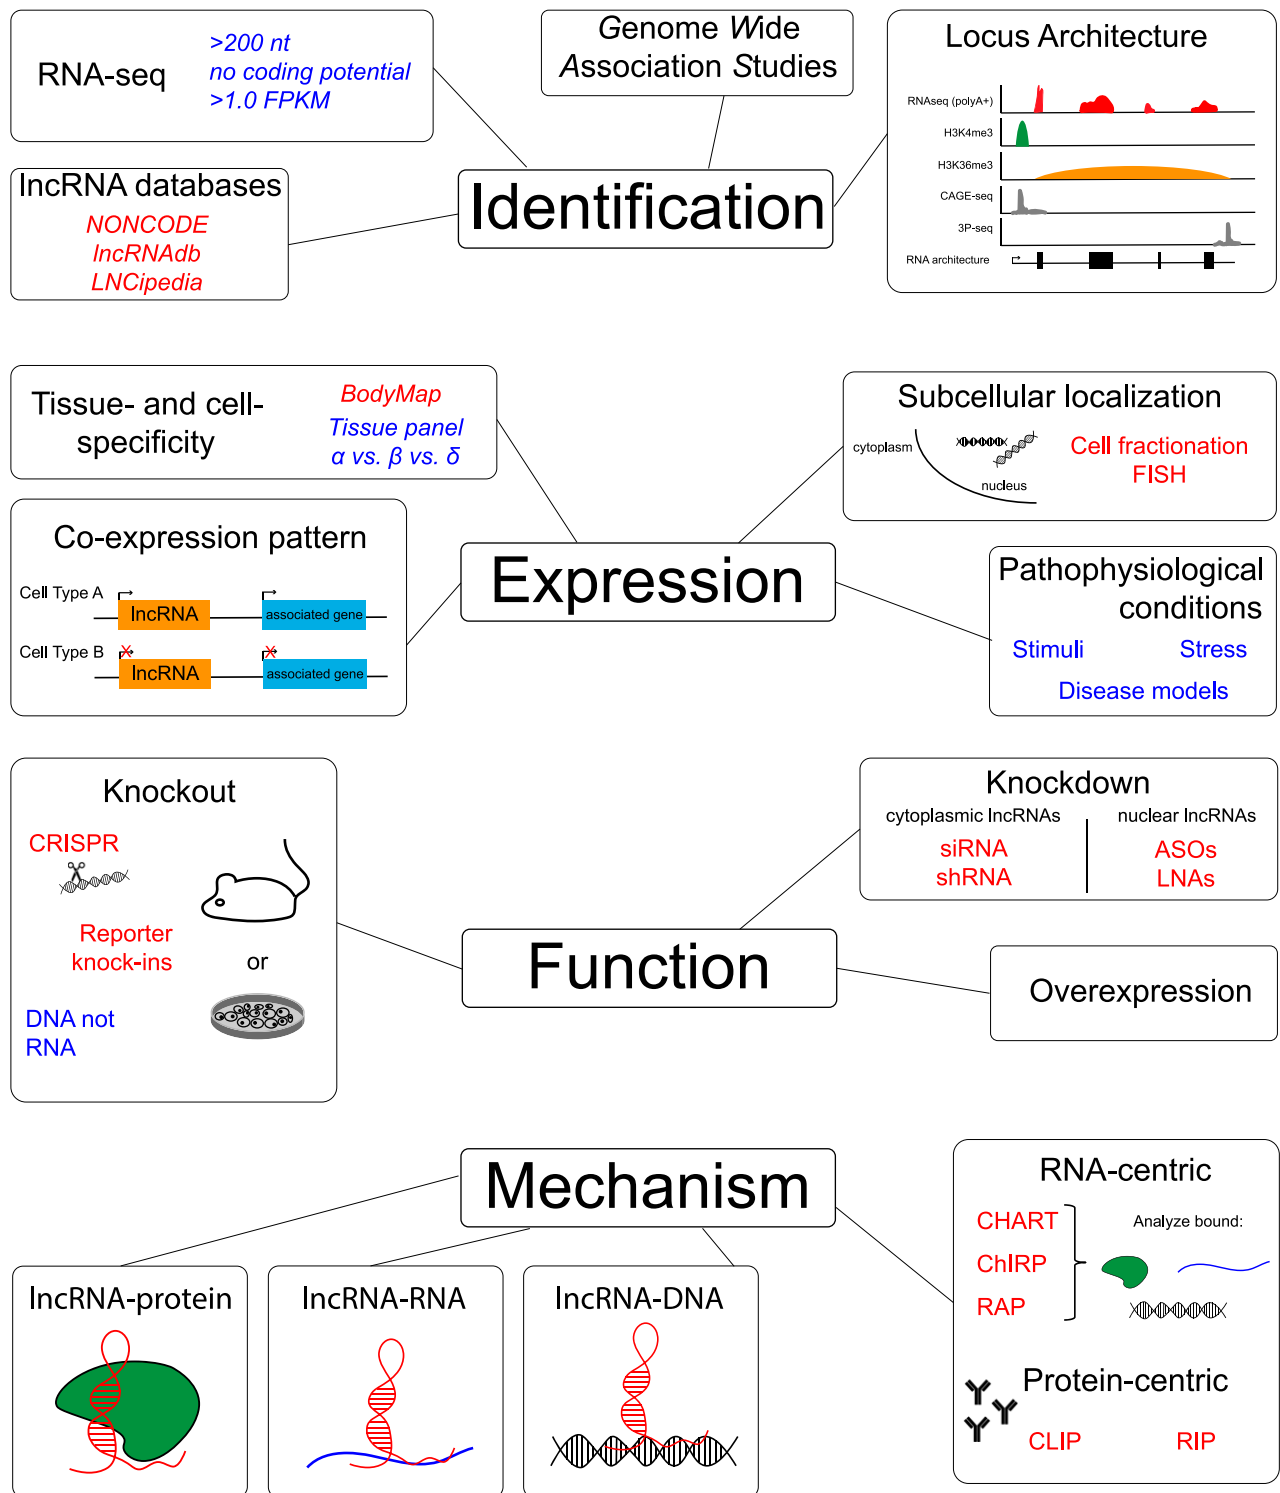 RNA-seq
>200 nt
no coding potential
>1.0 FPKM
Genome Wide
Association Studies
Locus Architecture
RNAseq (polyA+)
H3K4me3
H3K36me3
CAGE-seq
3P-seq
RNA architecture
lncRNA databases
NONCODE
lncRNAdb
LNCipedia
Identification
Tissue- and cell-
specificity
BodyMap
Tissue panel
α vs. β vs. δ
Subcellular localization
cytoplasm
nucleus
Cell fractionation
FISH
Co-expression pattern
Cell Type A
lncRNA
associated gene
Cell Type B
X
X
lncRNA
associated gene
Expression
Pathophysiological
conditions
Stimuli
Stress
Disease models
Knockout
CRISPR
Reporter
knock-ins
or
DNA not
RNA
Function
Knockdown
cytoplasmic lncRNAs
nuclear lncRNAs
siRNA
shRNA
ASOs
LNAs
Overexpression
Mechanism
lncRNA-protein
lncRNA-RNA
lncRNA-DNA
RNA-centric
CHART
ChIRP
RAP
Analyze bound:
Protein-centric
CLIP
RIP